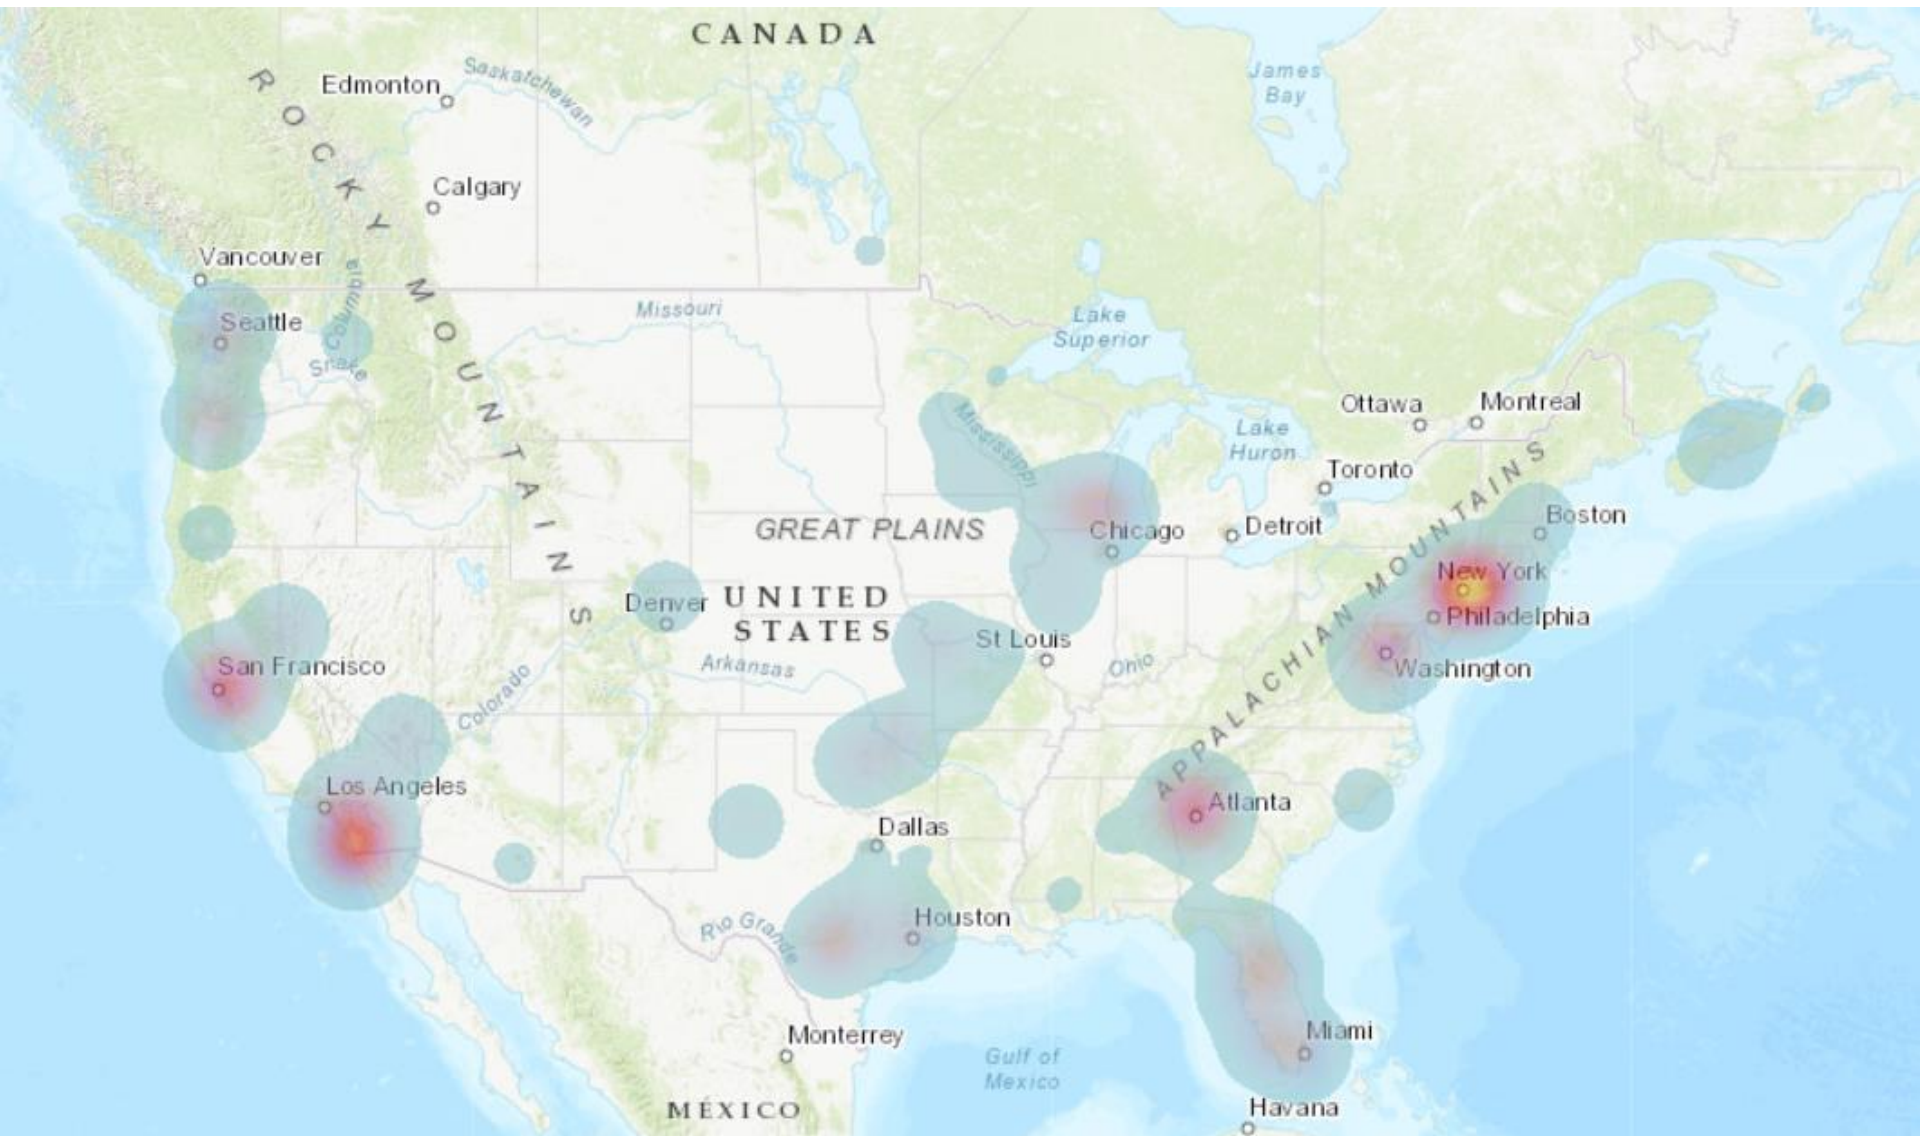 CANADA
James
Bay
Edmonton
Saskatchewan
ROCKY MOUNTAINS
Calgary
Vancouver
Columbia
Missouri
Seattle
Snake
Lake
Superior
Ottawa
Montreal
Mississippi
Lake
Huron
Toronto
GREAT PLAINS
Chicago
Detroit
Boston
APPALACHIAN MOUNTAINS
New York
Denver
UNITED
STATES
Philadelphia
St Louis
San Francisco
Arkansas
Ohio
Washington
Colorado
Los Angeles
Atlanta
Dallas
Rio Grande
Houston
Monterrey
Miami
Gulf of
Mexico
MÉXICO
Havana